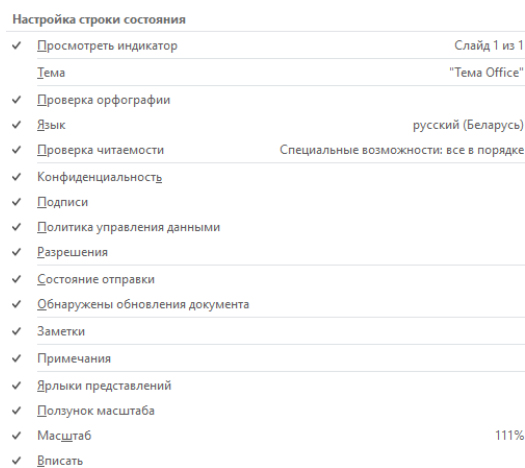 Настройка строки состояния
Просмотреть индикатор Слайд 1 из 1
Тема "Тема Office"
Проверка орфографии
Язык русский (Беларусь)
Проверка читаемости Специальные возможности: все в порядке
Конфиденциальность
Подписи
Политика управления данными
Разрешения
Состояние отправки
Обнаружены обновления документа
Заметки
Примечания
Ярлыки представлений
Ползунок масштаба
Масштаб 111%
Вписать